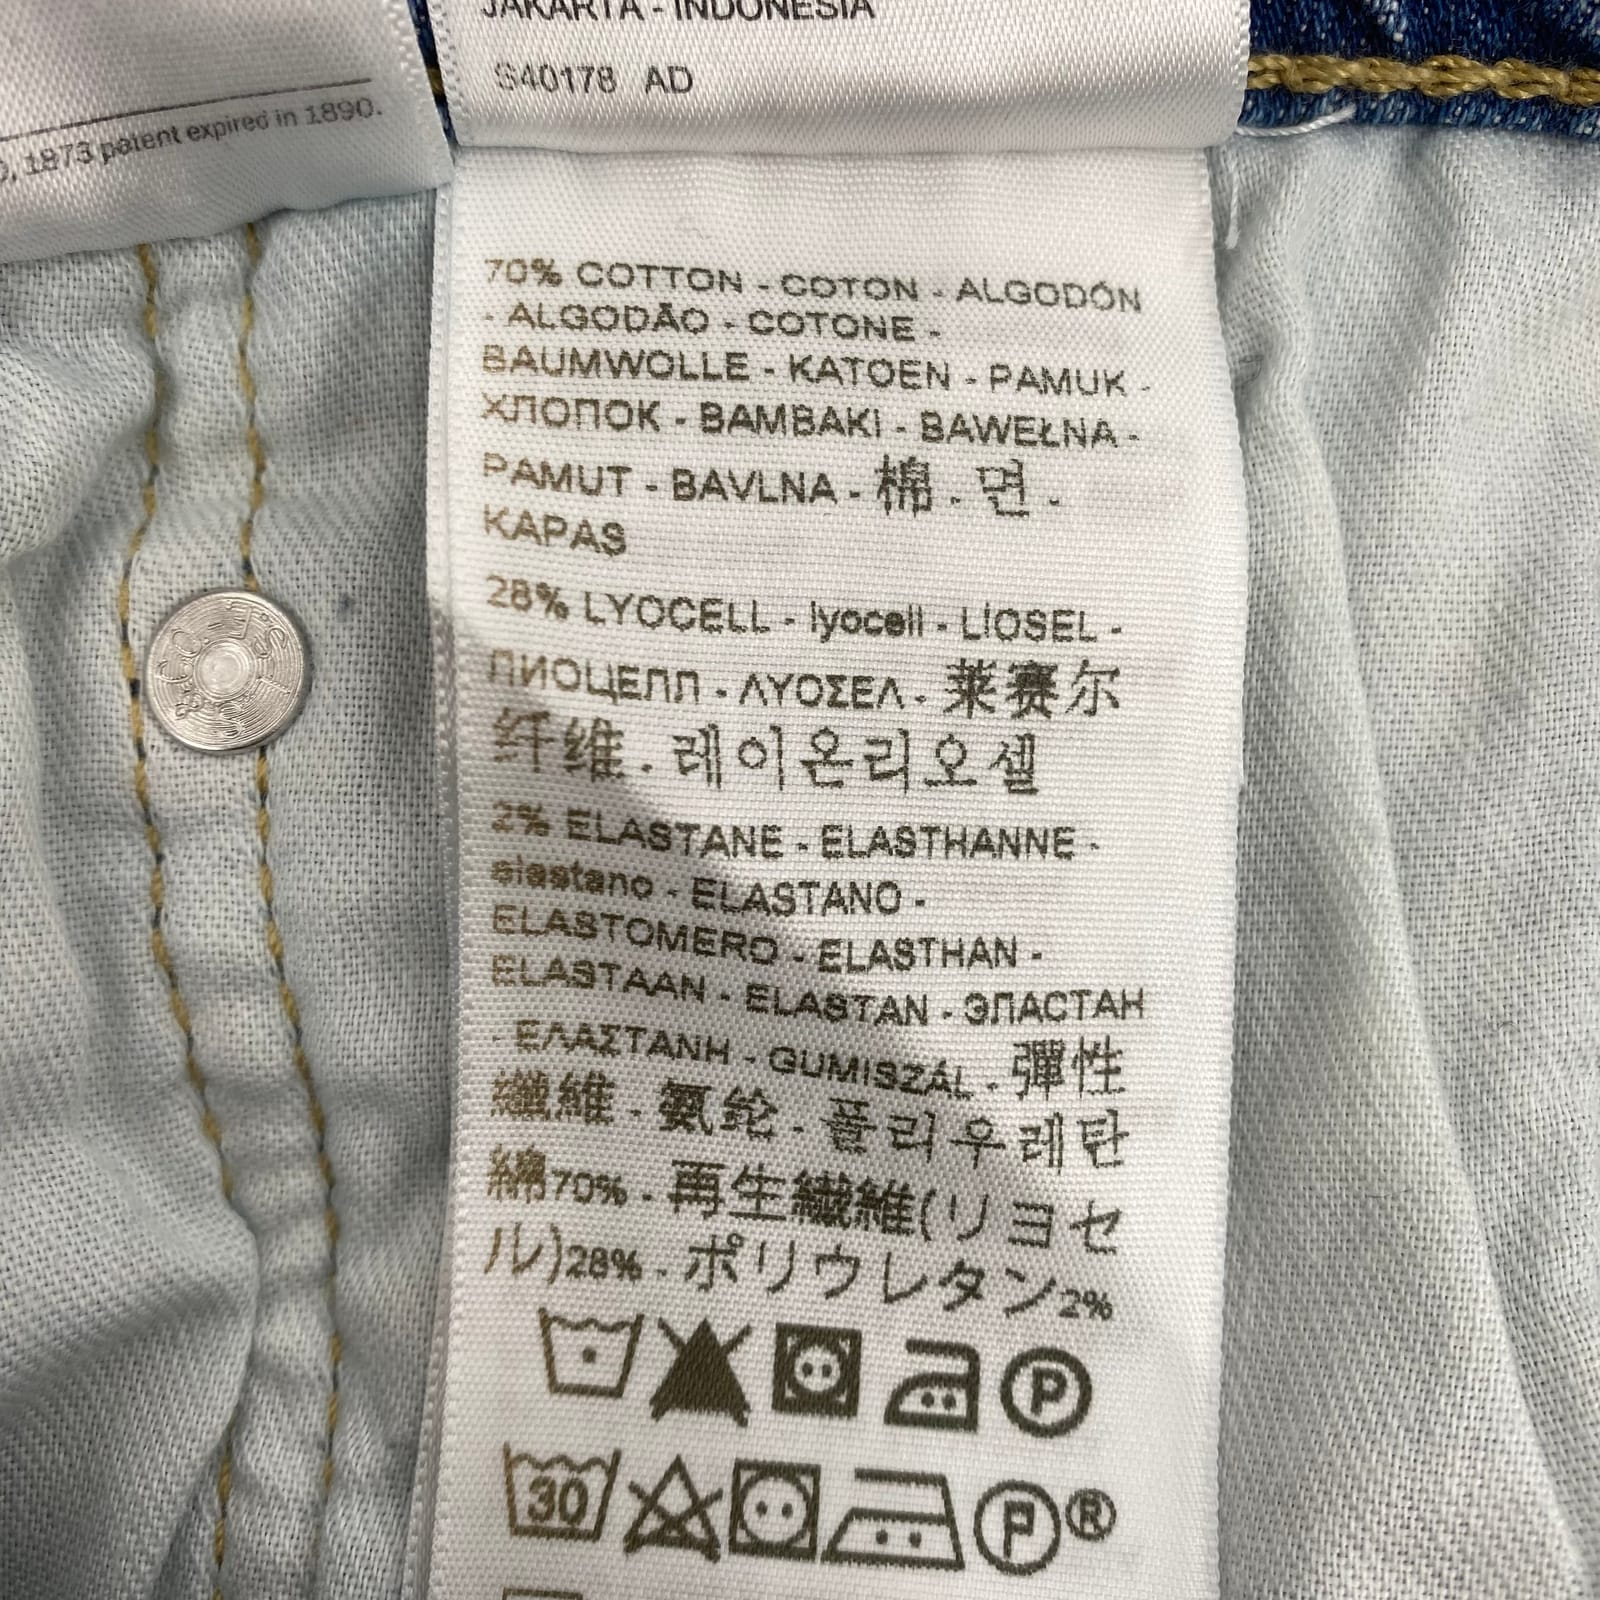 JAKARTA - INDONESIA
S40178 AD
, 1873 patent expired in 1890.
70% COTTON - COTON - ALGODÓN
- ALGODÃO - COTONE -
BAUMWOLLE - KATOEN - PAMUK -
ХЛОПОК - BAMBAKI - BAWEŁNA -
PAMUT - BAVLNA - 棉 - 면 -
KAPAS
28% LYOCELL - lyocell - LİOSEL -
ЛИОЦЕЛЛ - ΛΥΟΣΕΛ - 莱赛尔
纤维 - 레이온리오셀
2% ELASTANE - ELASTHANNE -
elastano - ELASTANO -
ELASTOMERO - ELASTHAN -
ELASTAAN - ELASTAN - ЭЛАСТАН
- ΕΛΑΣΤΑΝΗ - GUMISZÁL - 彈性
纖維 - 氨纶 - 폴리우레탄
綿70% - 再生繊維(リヨセ
ル)28% - ポリウレタン2%
P
30 P ®